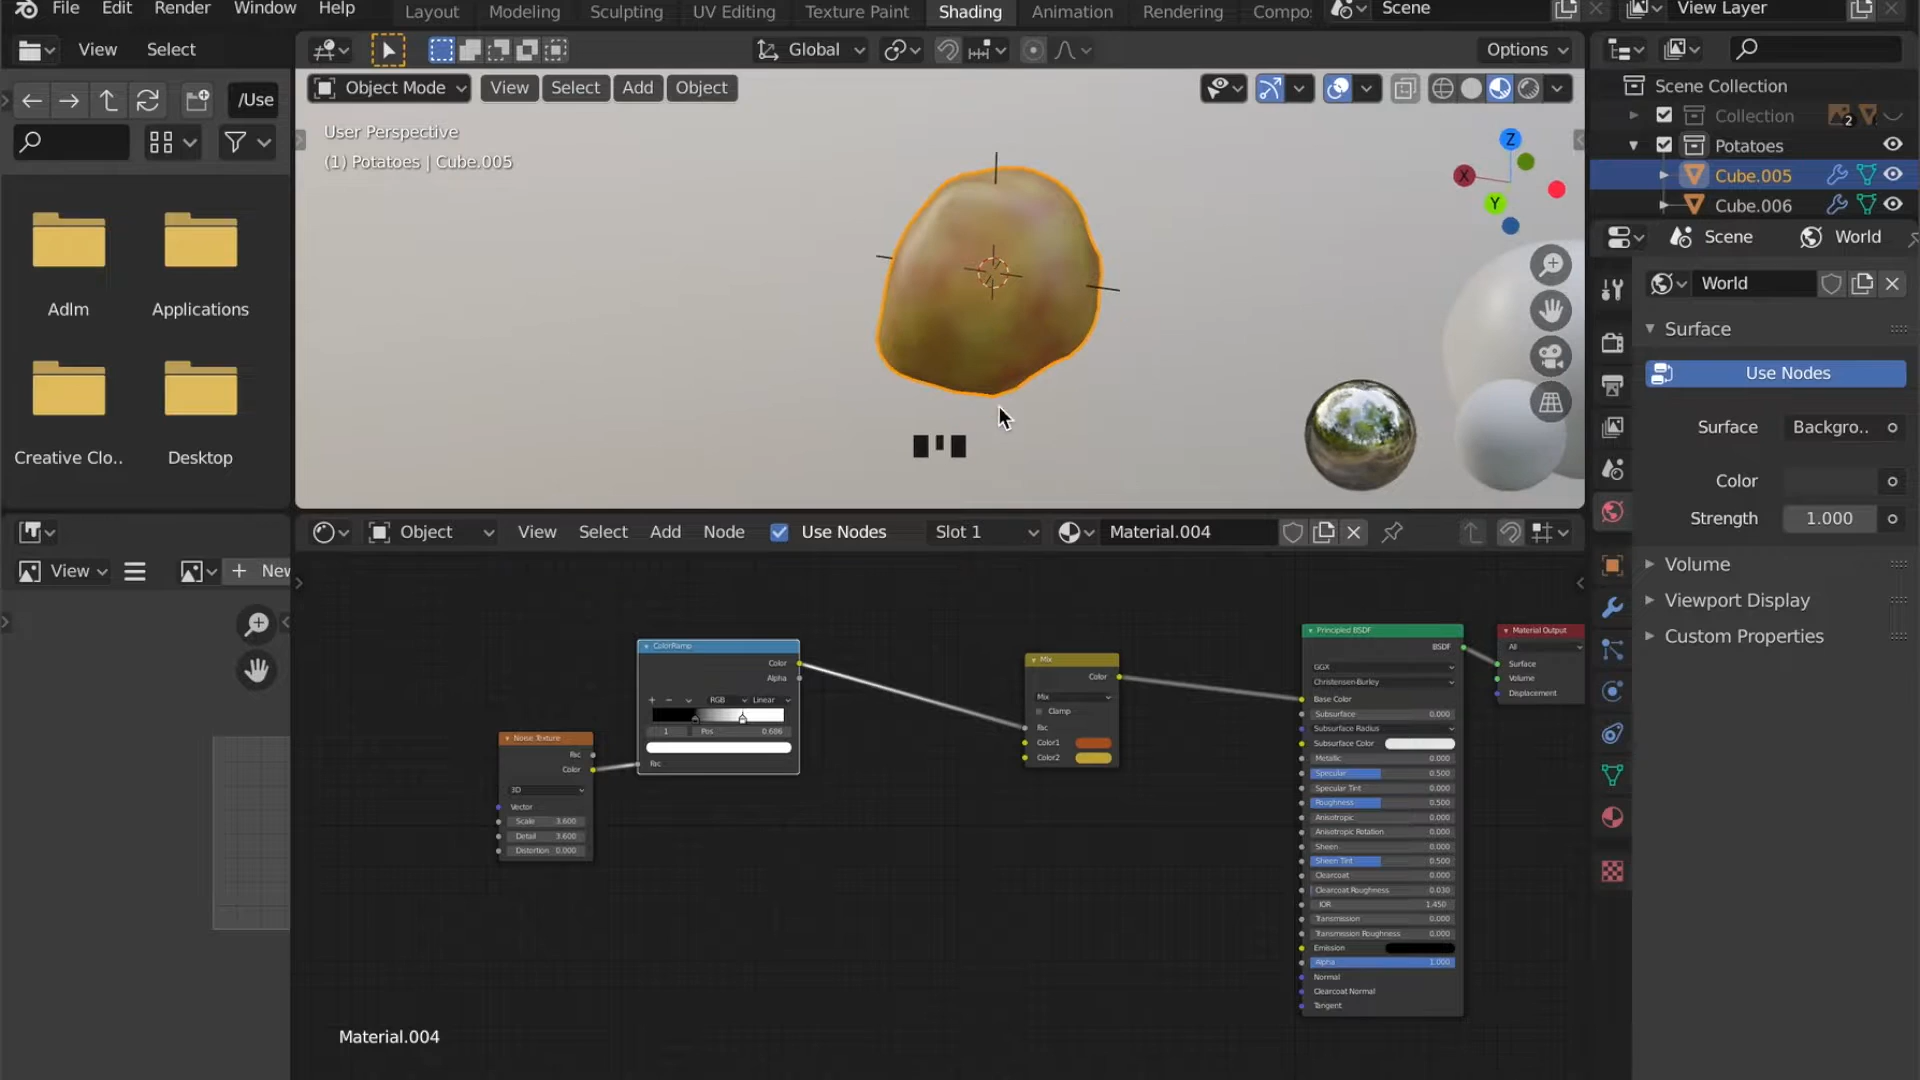 File Edit Render Window Help Layout Modeling Sculpting UV Editing Texture Paint Shading Animation Rendering Compo Scene View Layer
View Select Global Options
/Use Object Mode View Select Add Object
User Perspective
(1) Potatoes | Cube.005
Adlm Applications
Creative Clo.. Desktop
X Y Z
Scene Collection
Collection 2
Potatoes
Cube.005
Cube.006
Scene World
World
Surface
Use Nodes
Surface Backgro..
Color
Strength 1.000
Volume
Viewport Display
Custom Properties
Object View Select Add Node Use Nodes Slot 1 Material.004
View New
Noise Texture
Fac
Color
3D
Vector
Scale 3.600
Detail 3.600
Distortion 0.000
ColorRamp
Color
Alpha
RGB Linear
1 Pos 0.686
Fac
Mix
Color
Mix
Clamp
Fac
Color1
Color2
Principled BSDF
BSDF
GGX
Christensen-Burley
Base Color
Subsurface 0.000
Subsurface Radius
Subsurface Color
Metallic 0.000
Specular 0.500
Specular Tint 0.000
Roughness 0.500
Anisotropic 0.000
Anisotropic Rotation 0.000
Sheen 0.000
Sheen Tint 0.500
Clearcoat 0.000
Clearcoat Roughness 0.030
IOR 1.450
Transmission 0.000
Transmission Roughness 0.000
Emission
Alpha 1.000
Normal
Clearcoat Normal
Tangent
Material Output
All
Surface
Volume
Displacement
Material.004